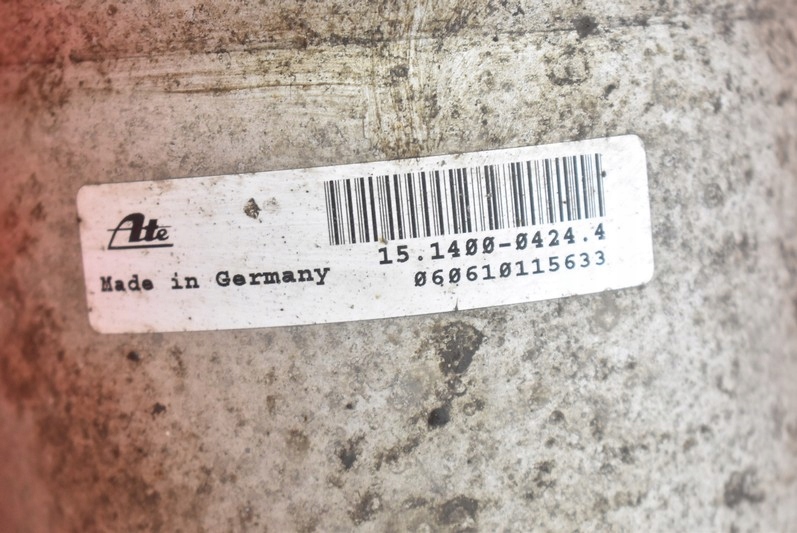 Ate
Made in Germany
15.1400-0424.4
060610115633